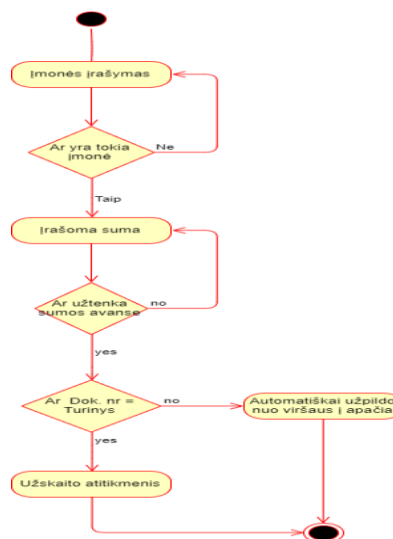 Įmonės įrašymas
Ar yra tokia
įmonė
Ne
Taip
Įrašoma suma
Ar užtenka
sumos avanse
no
yes
Ar Dok. nr =
Turinys
no
Automatiškai užpildo
nuo viršaus į apačia
yes
Užskaito atitikmenis